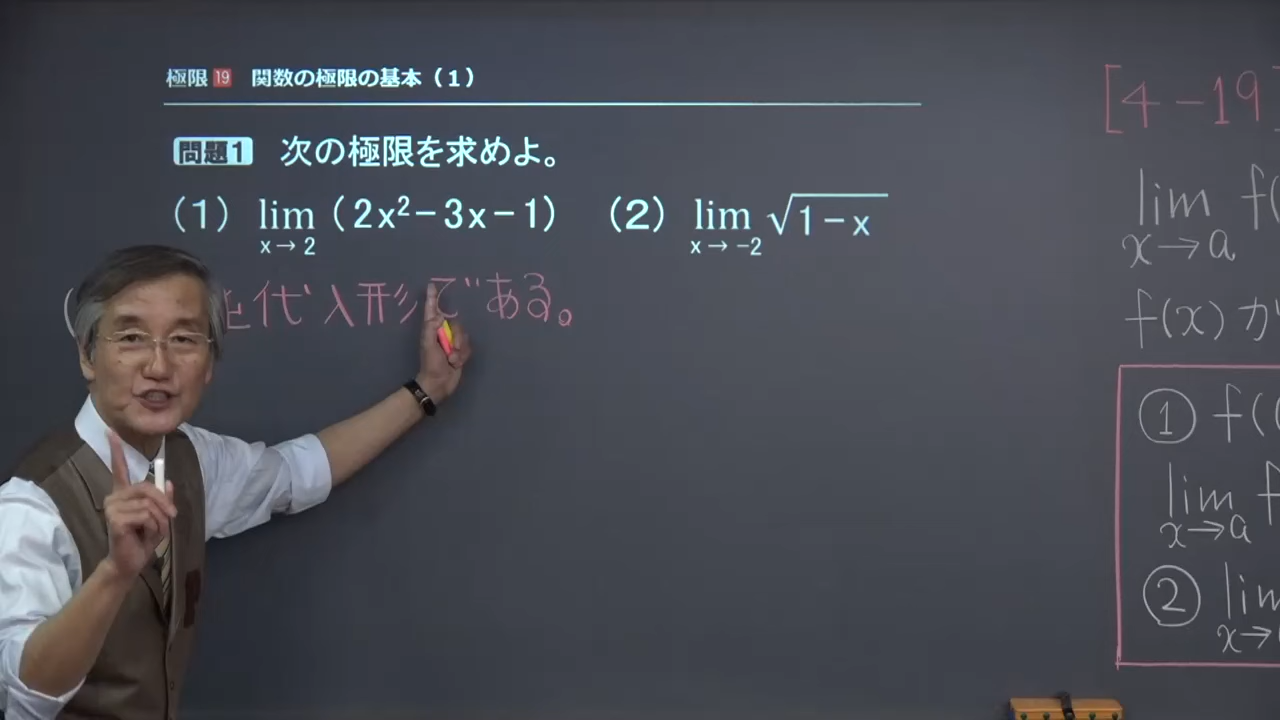 極限 19 関数の極限の基本（1）
問題1 次の極限を求めよ。
（1） lim x→2 （2x²−3x−1） （2） lim x→−2 √1−x
を代入形である。
[4−19]
lim x→a f(
f(x) が
① f(
lim x→a f
② lim x→